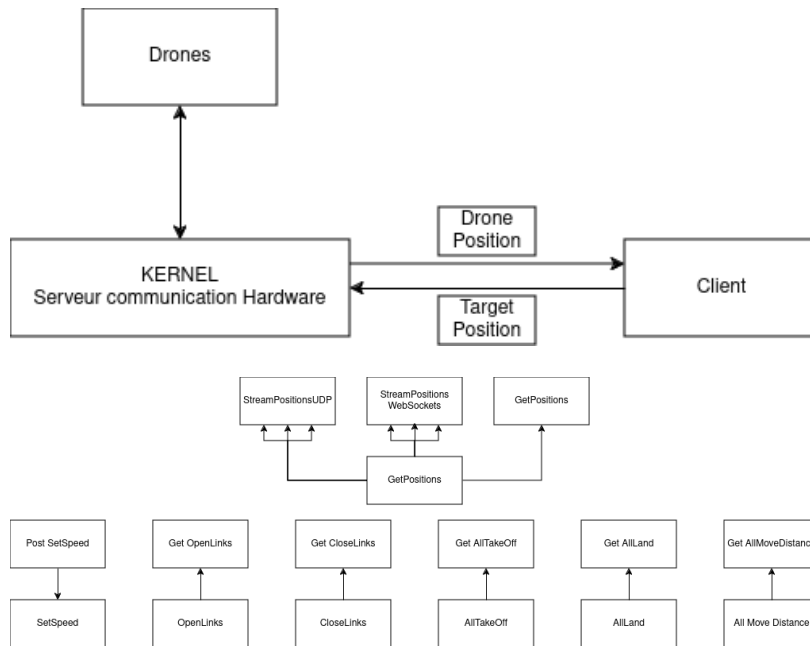 Drones
Drone
Position
KERNEL
Serveur communication Hardware
Client
Target
Position
StreamPositionsUDP
StreamPositions
WebSockets
GetPositions
GetPositions
Post SetSpeed
Get OpenLinks
Get CloseLinks
Get AllTakeOff
Get AllLand
Get AllMoveDistance
SetSpeed
OpenLinks
CloseLinks
AllTakeOff
AllLand
All Move Distance